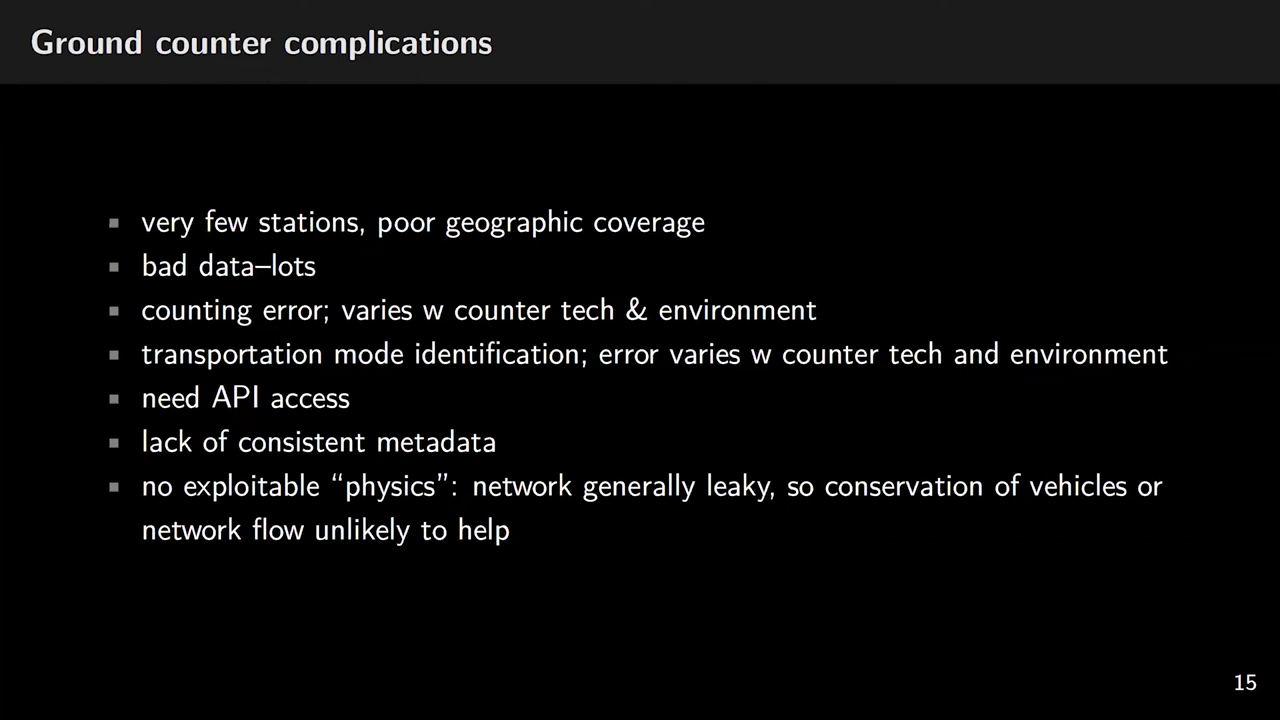 Ground counter complications
very few stations, poor geographic coverage
bad data–lots
counting error; varies w counter tech & environment
transportation mode identification; error varies w counter tech and environment
need API access
lack of consistent metadata
no exploitable “physics”: network generally leaky, so conservation of vehicles or
network flow unlikely to help
15